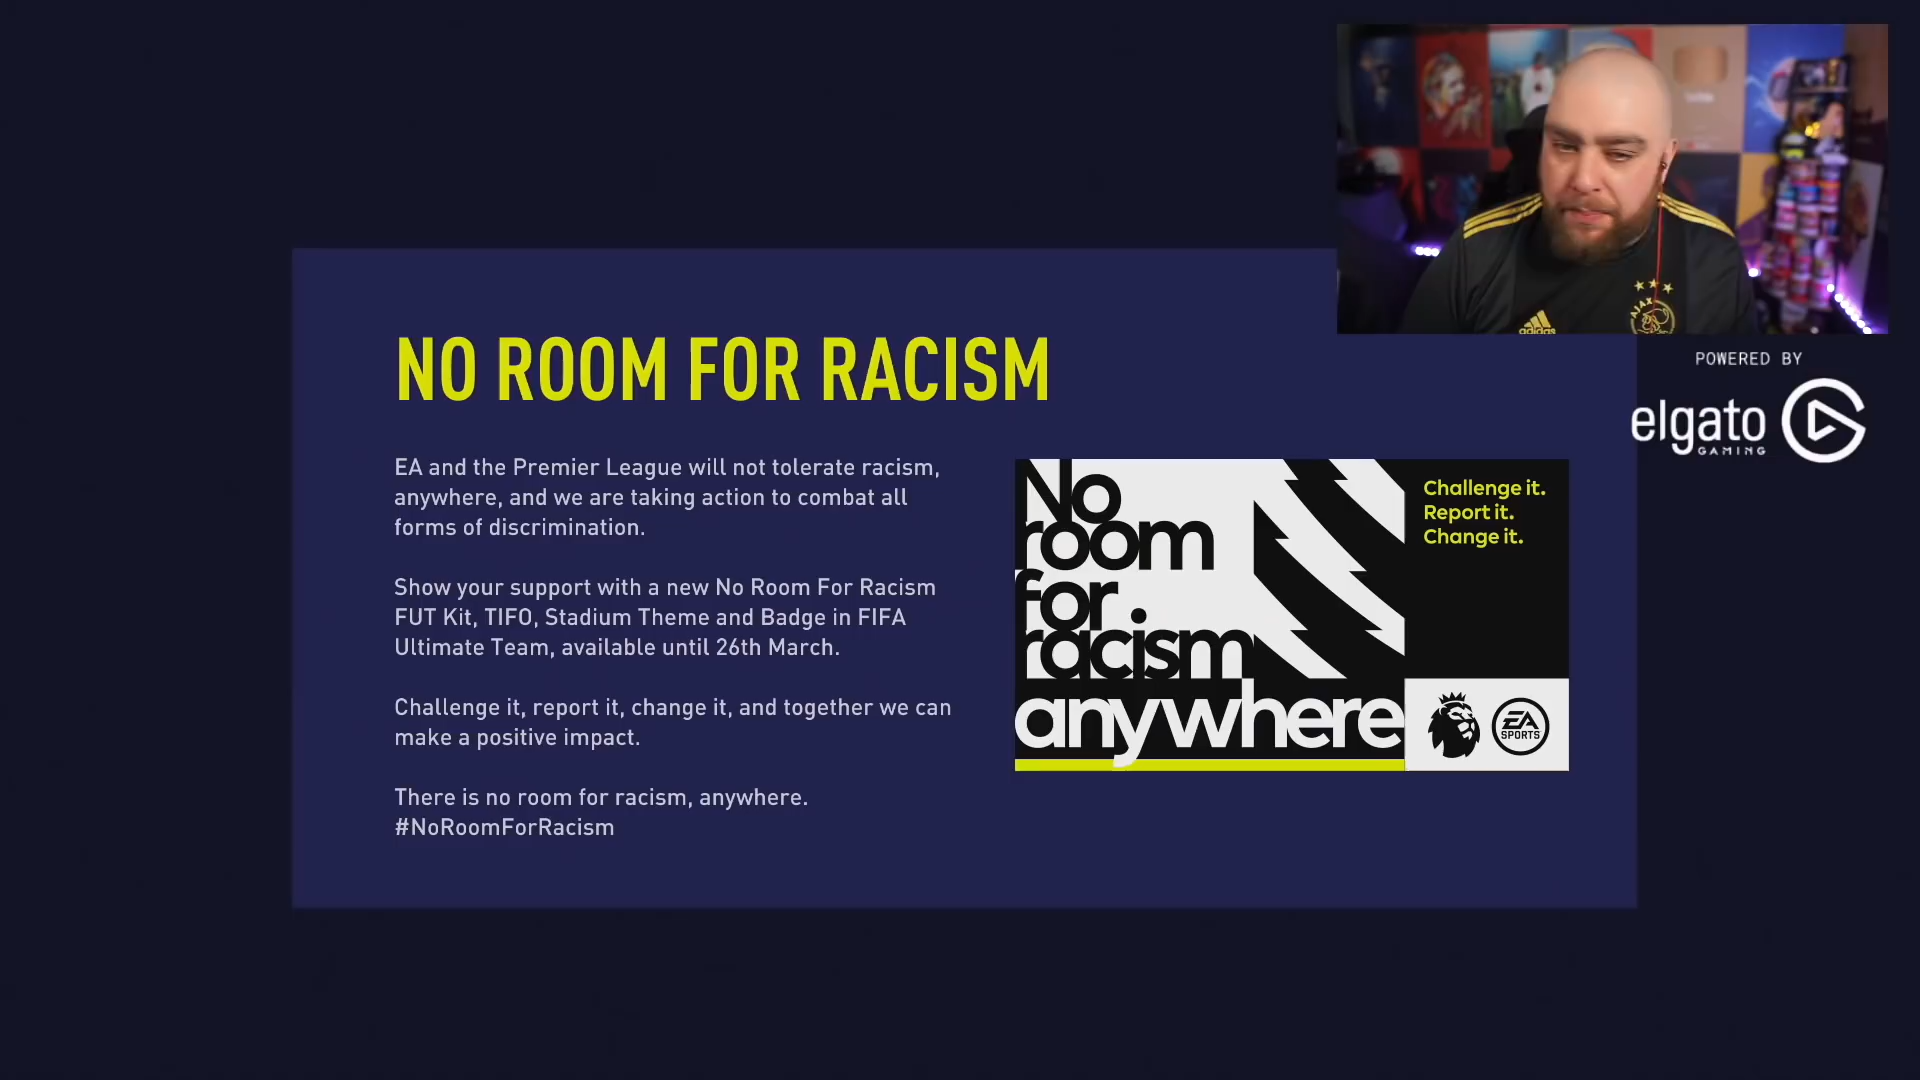 NO ROOM FOR RACISM
EA and the Premier League will not tolerate racism,
anywhere, and we are taking action to combat all
forms of discrimination.
Show your support with a new No Room For Racism
FUT Kit, TIFO, Stadium Theme and Badge in FIFA
Ultimate Team, available until 26th March.
Challenge it, report it, change it, and together we can
make a positive impact.
There is no room for racism, anywhere.
#NoRoomForRacism
No
room
for
racism
anywhere
Challenge it.
Report it.
Change it.
EA
SPORTS
adidas
AJAX
POWERED BY
elgato
GAMING